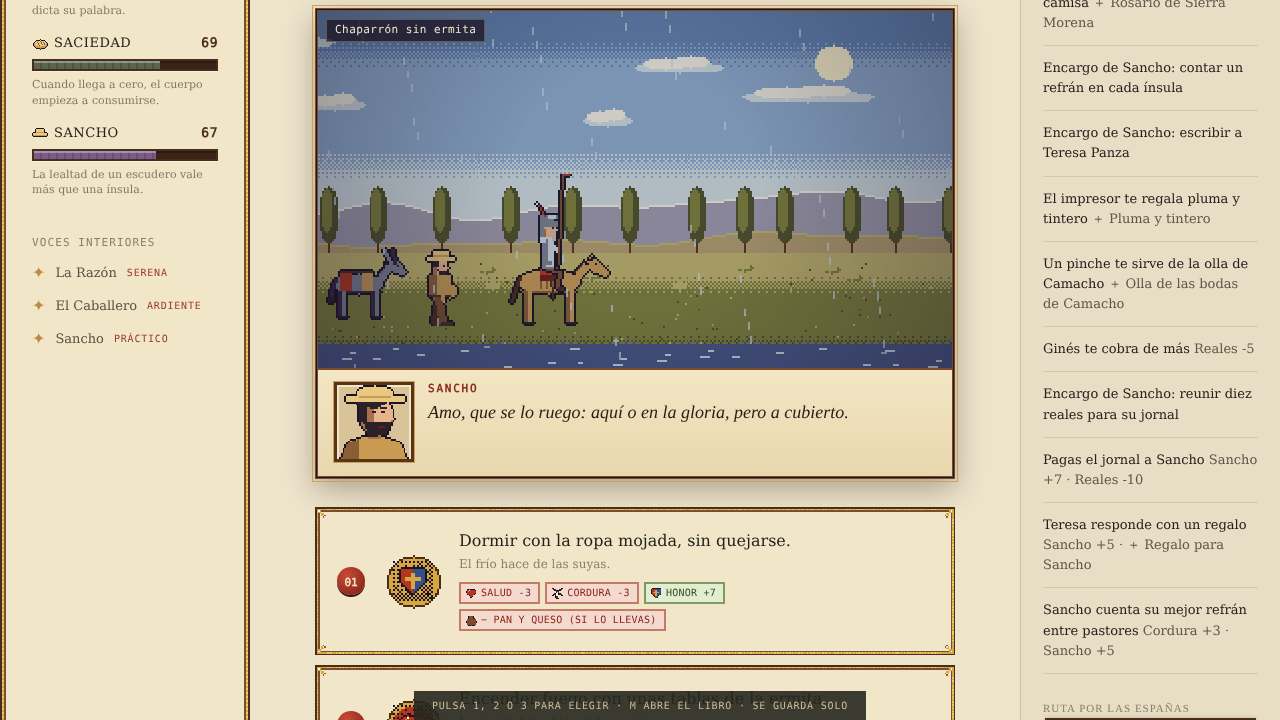 dicta su palabra.
SACIEDAD 69
Cuando llega a cero, el cuerpo
empieza a consumirse.
SANCHO 67
La lealtad de un escudero vale
más que una ínsula.
VOCES INTERIORES
La Razón SERENA
El Caballero ARDIENTE
Sancho PRÁCTICO
Chaparrón sin ermita
SANCHO
Amo, que se lo ruego: aquí o en la gloria, pero a cubierto.
01
Dormir con la ropa mojada, sin quejarse.
El frío hace de las suyas.
SALUD -3 CORDURA -3 HONOR +7
− PAN Y QUESO (SI LO LLEVAS)
Encender fuego con unas tablas de la ermita.
PULSA 1, 2 O 3 PARA ELEGIR · M ABRE EL LIBRO · SE GUARDA SOLO
camisa + Rosario de Sierra
Morena
Encargo de Sancho: contar un
refrán en cada ínsula
Encargo de Sancho: escribir a
Teresa Panza
El impresor te regala pluma y
tintero + Pluma y tintero
Un pinche te sirve de la olla de
Camacho + Olla de las bodas
de Camacho
Ginés te cobra de más Reales -5
Encargo de Sancho: reunir diez
reales para su jornal
Pagas el jornal a Sancho Sancho
+7 · Reales -10
Teresa responde con un regalo
Sancho +5 · + Regalo para
Sancho
Sancho cuenta su mejor refrán
entre pastores Cordura +3 ·
Sancho +5
RUTA POR LAS ESPAÑAS